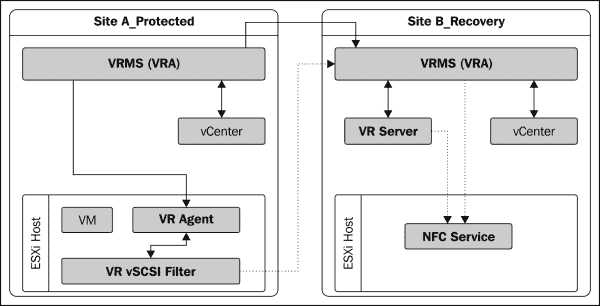 Site A_Protected
VRMS (VRA)
vCenter
ESXi Host
VM
VR Agent
VR vSCSI Filter
Site B_Recovery
VRMS (VRA)
VR Server
vCenter
ESXi Host
NFC Service